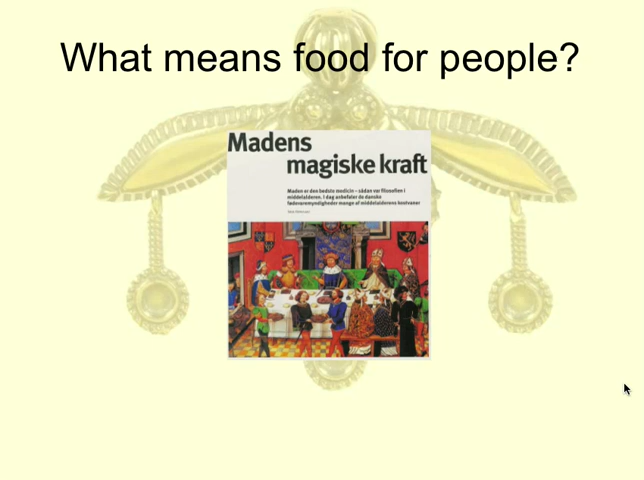 What means food for people?
Madens
magiske kraft
Maden er den bedste medicin – sådan var filosofien i
middelalderen. I dag anbefaler de danske
fødevaremyndigheder mange af middelalderens kostvaner